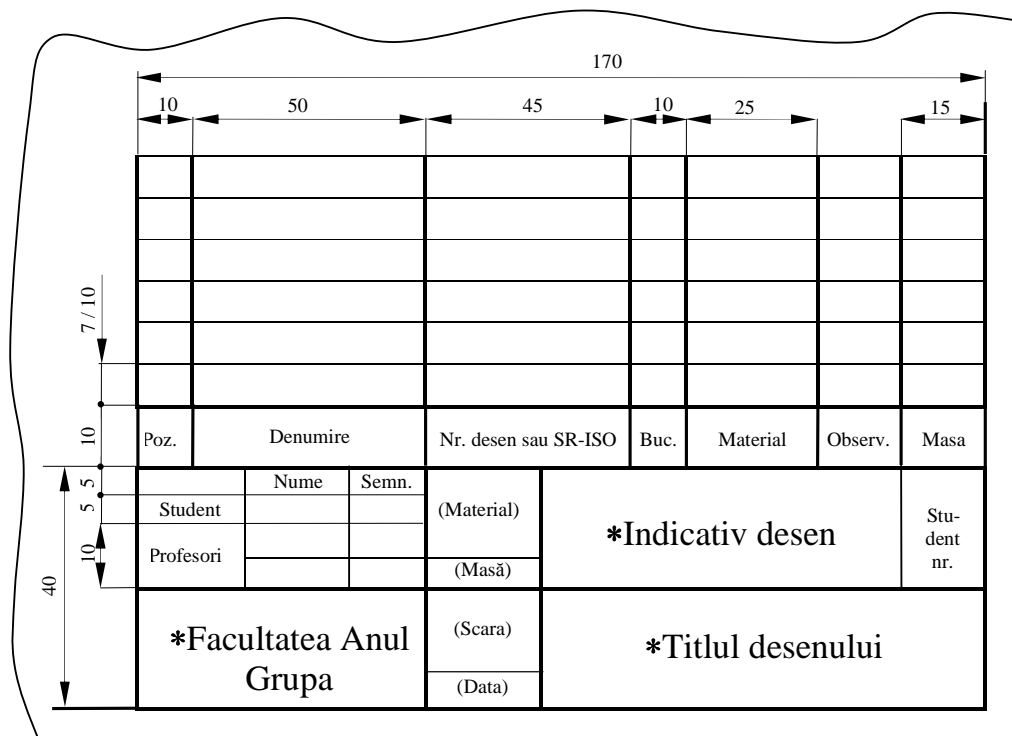 170
10 50 45 10 25 15
7 / 10
10
Poz. Denumire Nr. desen sau SR-ISO Buc. Material Observ. Masa
5
5
10
40
Nume Semn.
Student
Profesori
(Material)
(Masă)
*Indicativ desen
Stu-
dent
nr.
*Facultatea Anul
Grupa
(Scara)
(Data)
*Titlul desenului